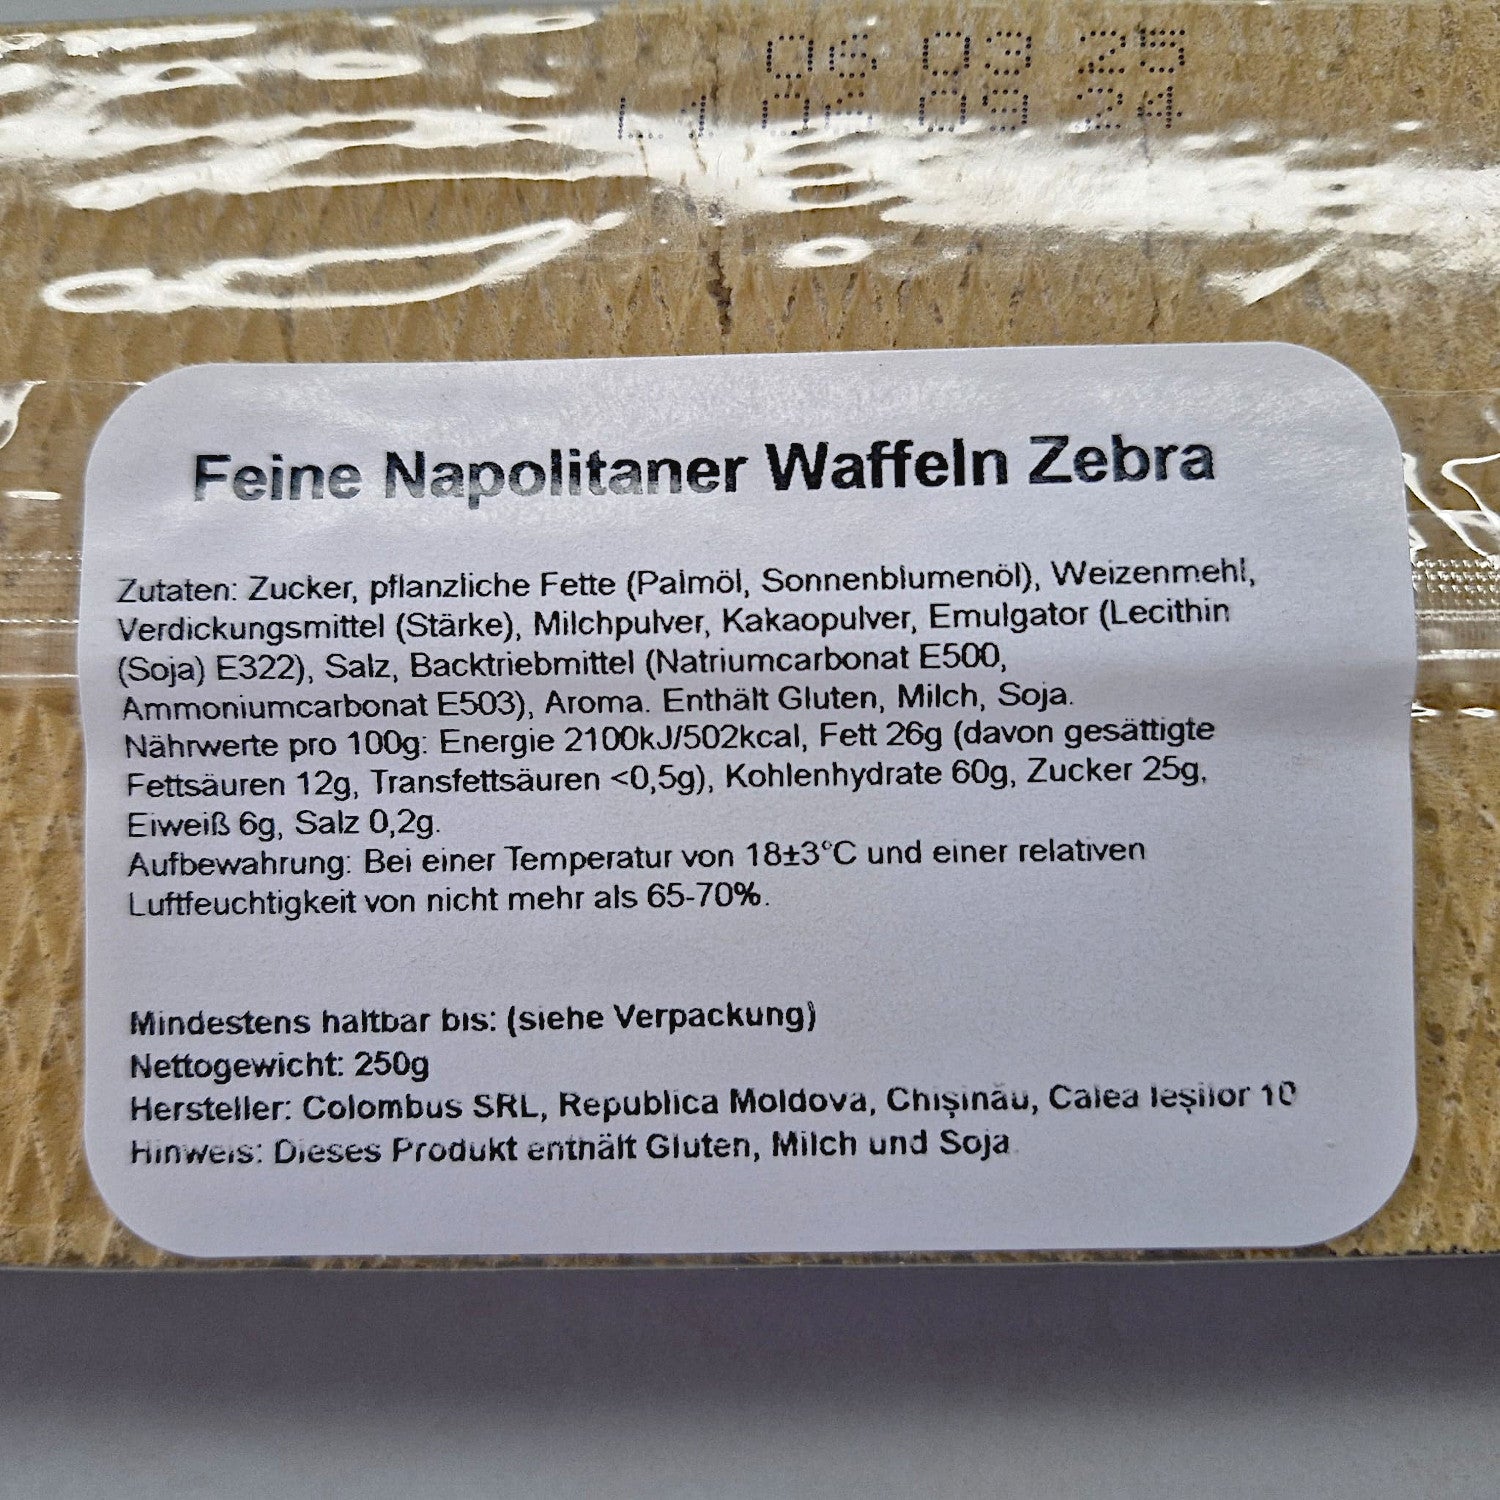 06 03 25
L1 06 09 24
Feine Napolitaner Waffeln Zebra
Zutaten: Zucker, pflanzliche Fette (Palmöl, Sonnenblumenöl), Weizenmehl,
Verdickungsmittel (Stärke), Milchpulver, Kakaopulver, Emulgator (Lecithin
(Soja) E322), Salz, Backtriebmittel (Natriumcarbonat E500,
Ammoniumcarbonat E503), Aroma. Enthält Gluten, Milch, Soja.
Nährwerte pro 100g: Energie 2100kJ/502kcal, Fett 26g (davon gesättigte
Fettsäuren 12g, Transfettsäuren <0,5g), Kohlenhydrate 60g, Zucker 25g,
Eiweiß 6g, Salz 0,2g.
Aufbewahrung: Bei einer Temperatur von 18±3°C und einer relativen
Luftfeuchtigkeit von nicht mehr als 65-70%.
Mindestens haltbar bis: (siehe Verpackung)
Nettogewicht: 250g
Hersteller: Colombus SRL, Republica Moldova, Chișinău, Calea Ieșilor 10
Hinweis: Dieses Produkt enthält Gluten, Milch und Soja